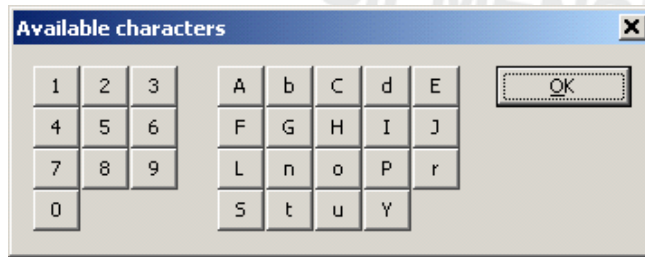 Available characters
1 2 3 A b C d E OK
4 5 6 F G H I J
7 8 9 L n o P r
0 S t u Y